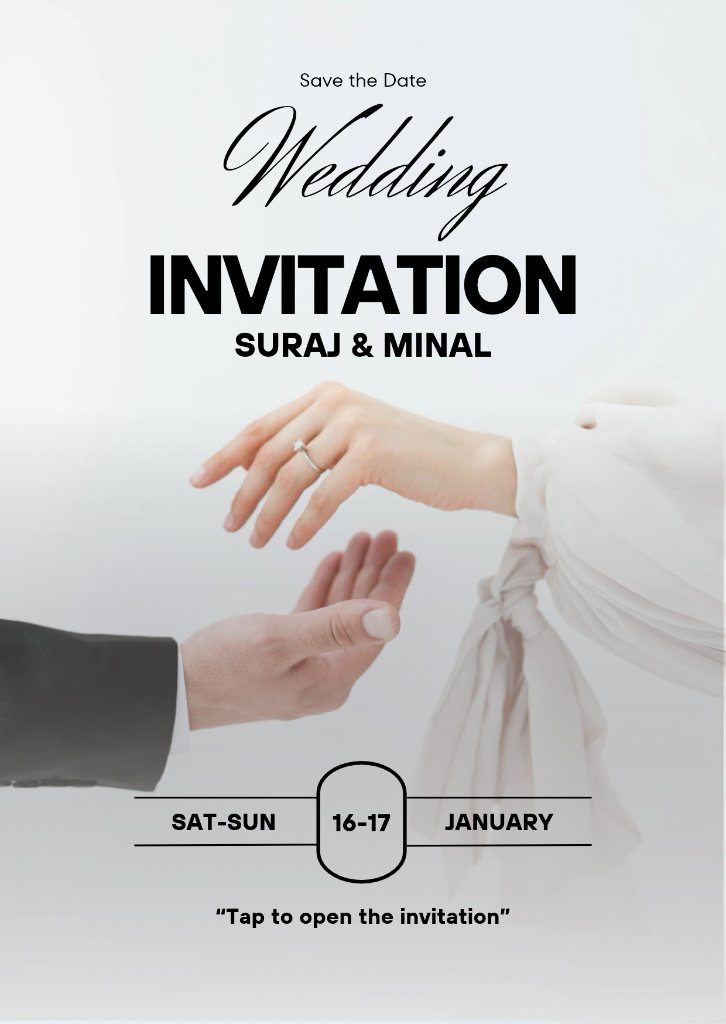 Save the Date
Wedding
INVITATION
SURAJ & MINAL
SAT-SUN
16-17
JANUARY
“Tap to open the invitation”